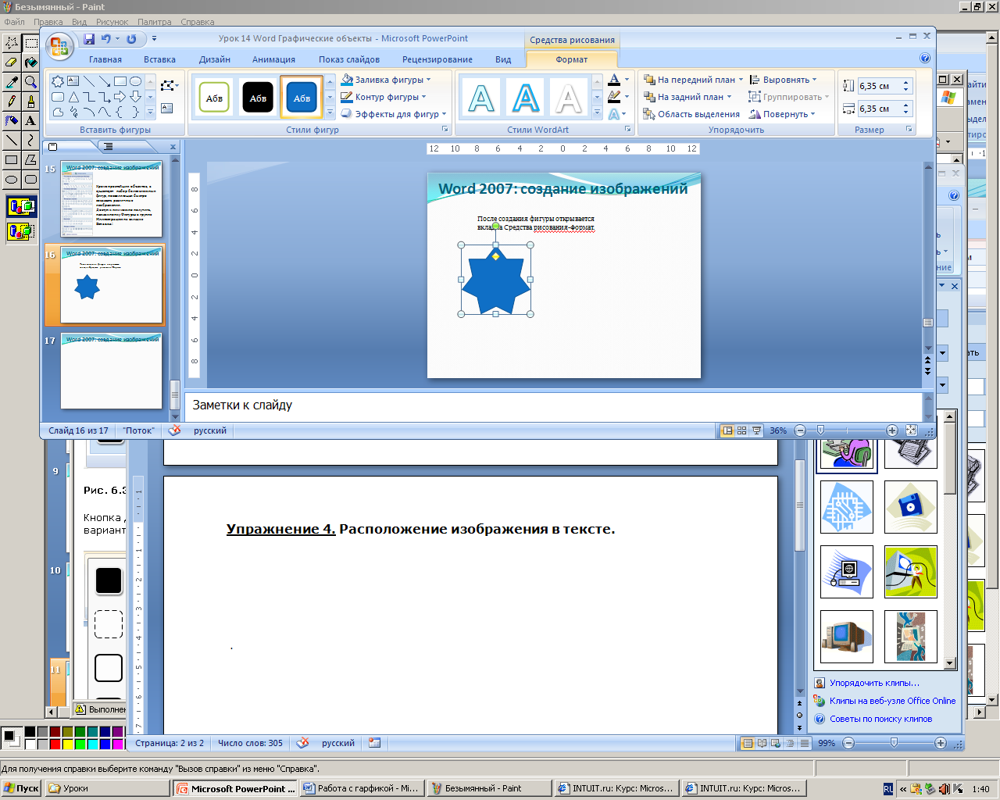 Безымянный - Paint
Файл Правка Вид Рисунок Палитра Справка
Урок 14 Word Графические объекты - Microsoft PowerPoint
Средства рисования
Главная Вставка Дизайн Анимация Показ слайдов Рецензирование Вид Формат
Абв Абв Абв
Заливка фигуры
Контур фигуры
Эффекты для фигур
A A A
На передний план
На задний план
Область выделения
Выровнять
Группировать
Повернуть
6,35 см
6,35 см
Вставить фигуры Стили фигур Стили WordArt Упорядочить Размер
12 10 8 6 4 2 0 2 4 6 8 10 12
8 6 4 2 0 2 4 6 8
15
Word 2007: создание изображений
16
Word 2007: создание изображений
17
Word 2007: создание изображений
Word 2007: создание изображений
После создания фигуры открывается
вкладка Средства рисования-Формат.
Заметки к слайду
Слайд 16 из 17 "Поток" русский 36%
9
Рис. 6.3
Кнопка
вариант
10
11
Выполнен
Упражнение 4. Расположение изображения в тексте.
Упорядочить клипы...
Клипы на веб-узле Office Online
Советы по поиску клипов
Страница: 2 из 2 Число слов: 305 русский 99%
Для получения справки выберите команду "Вызов справки" из меню "Справка".
Пуск Уроки Microsoft PowerPoint ... Работа с гарфикой - Mi... Безымянный - Paint INTUIT.ru: Курс: Micros... INTUIT.ru: Курс: Micros... RL « 1:40